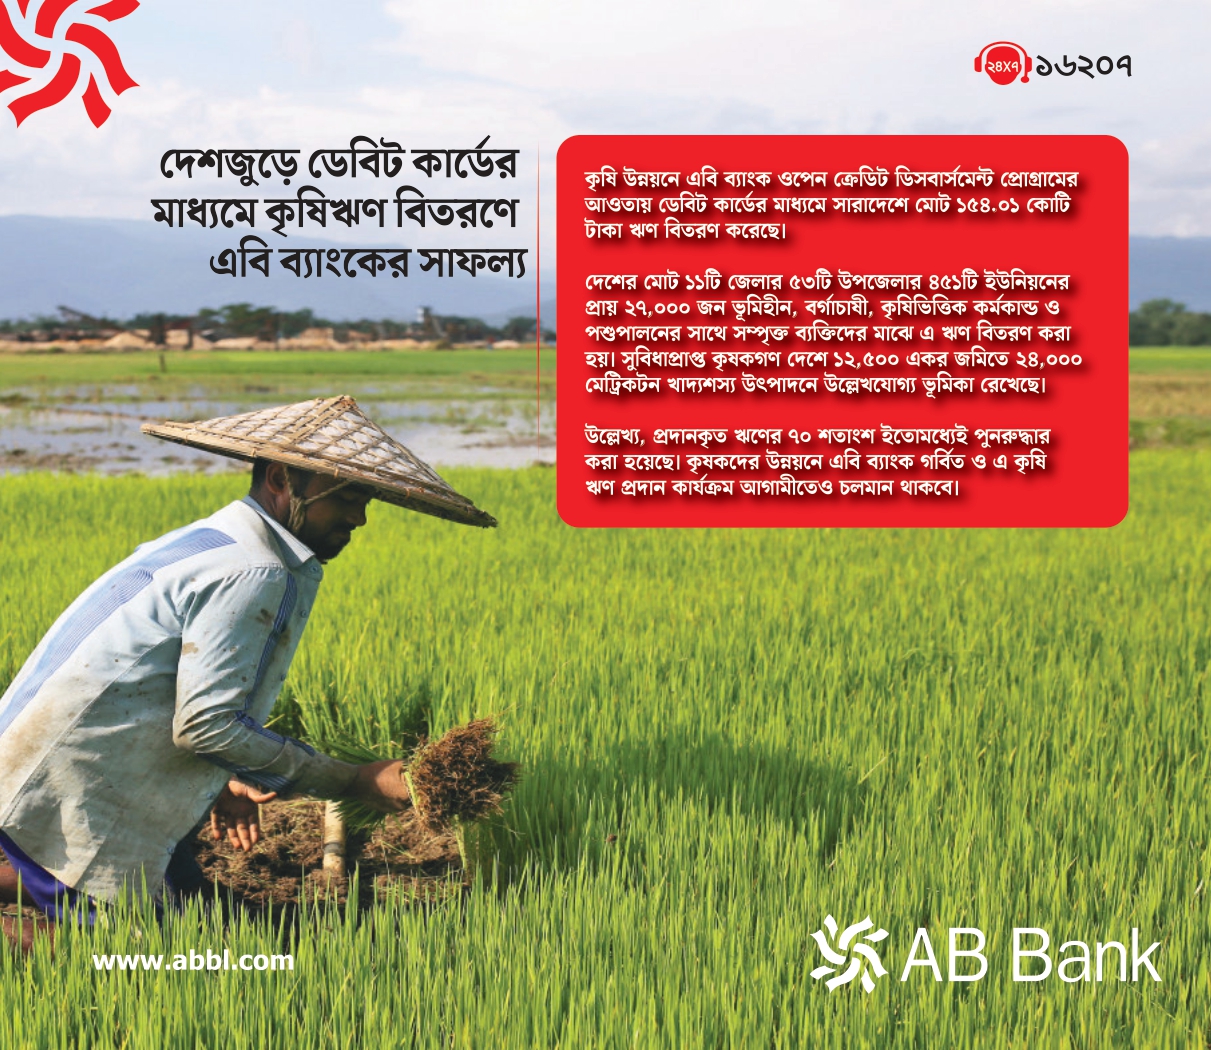 ২৪X৭ ১৬২০৭
দেশজুড়ে ডেবিট কার্ডের
মাধ্যমে কৃষিঋণ বিতরণে
এবি ব্যাংকের সাফল্য
কৃষি উন্নয়নে এবি ব্যাংক ওপেন ক্রেডিট ডিসবার্সমেন্ট প্রোগ্রামের
আওতায় ডেবিট কার্ডের মাধ্যমে সারাদেশে মোট ১৫৪.০১ কোটি
টাকা ঋণ বিতরণ করেছে।
দেশের মোট ১১টি জেলার ৫৩টি উপজেলার ৪৫১টি ইউনিয়নের
প্রায় ২৭,০০০ জন ভূমিহীন, বর্গাচাষী, কৃষিভিত্তিক কর্মকান্ড ও
পশুপালনের সাথে সম্পৃক্ত ব্যক্তিদের মাঝে এ ঋণ বিতরণ করা
হয়। সুবিধাপ্রাপ্ত কৃষকগণ দেশে ১২,৫০০ একর জমিতে ২৪,০০০
মেট্রিকটন খাদ্যশস্য উৎপাদনে উল্লেখযোগ্য ভূমিকা রেখেছে।
উল্লেখ্য, প্রদানকৃত ঋণের ৭০ শতাংশ ইতোমধ্যেই পুনরুদ্ধার
করা হয়েছে। কৃষকদের উন্নয়নে এবি ব্যাংক গর্বিত ও এ কৃষি
ঋণ প্রদান কার্যক্রম আগামীতেও চলমান থাকবে।
www.abbl.com
AB Bank